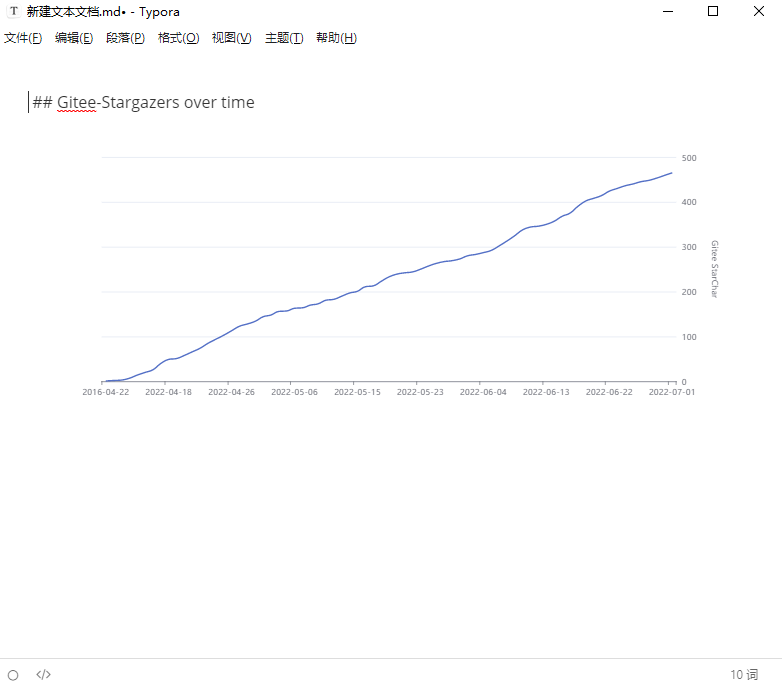 T 新建文本文档.md• - Typora
文件(F) 编辑(E) 段落(P) 格式(O) 视图(V) 主题(T) 帮助(H)
## Gitee-Stargazers over time
500
400
300
200
100
0
Gitee StarChar
2016-04-22 2022-04-18 2022-04-26 2022-05-06 2022-05-15 2022-05-23 2022-06-04 2022-06-13 2022-06-22 2022-07-01
</> 10 词